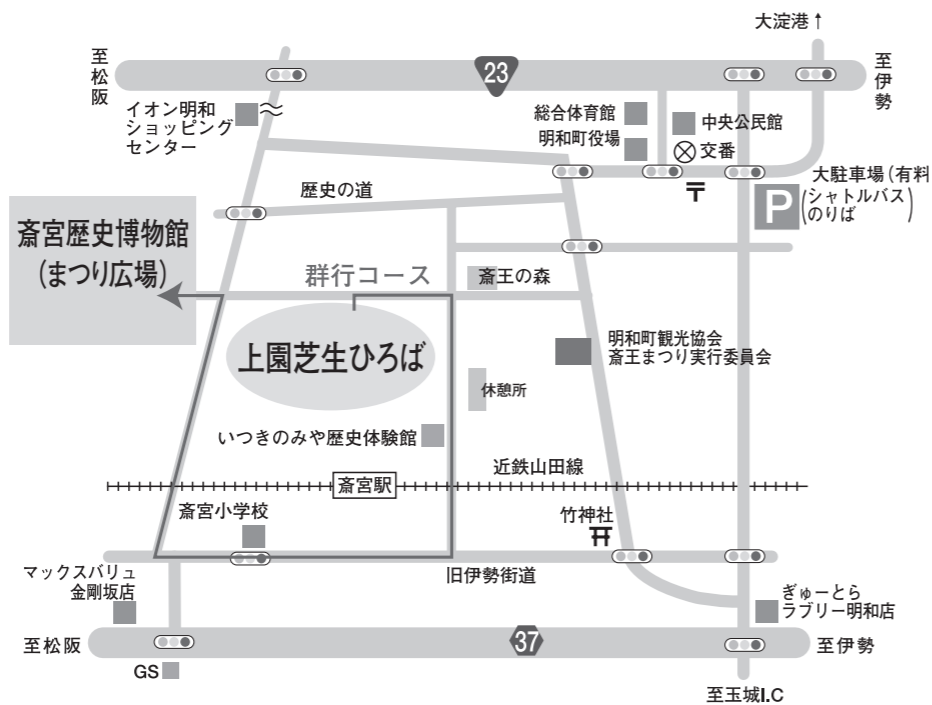 大淀港↑
至松阪
23
至伊勢
イオン明和
ショッピング
センター
総合体育館
明和町役場
中央公民館
交番
大駐車場(有料
(シャトルバス
のりば)
P
歴史の道
斎宮歴史博物館
(まつり広場)
群行コース
斎王の森
上園芝生ひろば
明和町観光協会
斎王まつり実行委員会
休憩所
いつきのみや歴史体験館
近鉄山田線
斎宮駅
斎宮小学校
竹神社
旧伊勢街道
マックスバリュ
金剛坂店
ぎゅーとら
ラブリー明和店
至松阪
37
至伊勢
GS
至玉城I.C